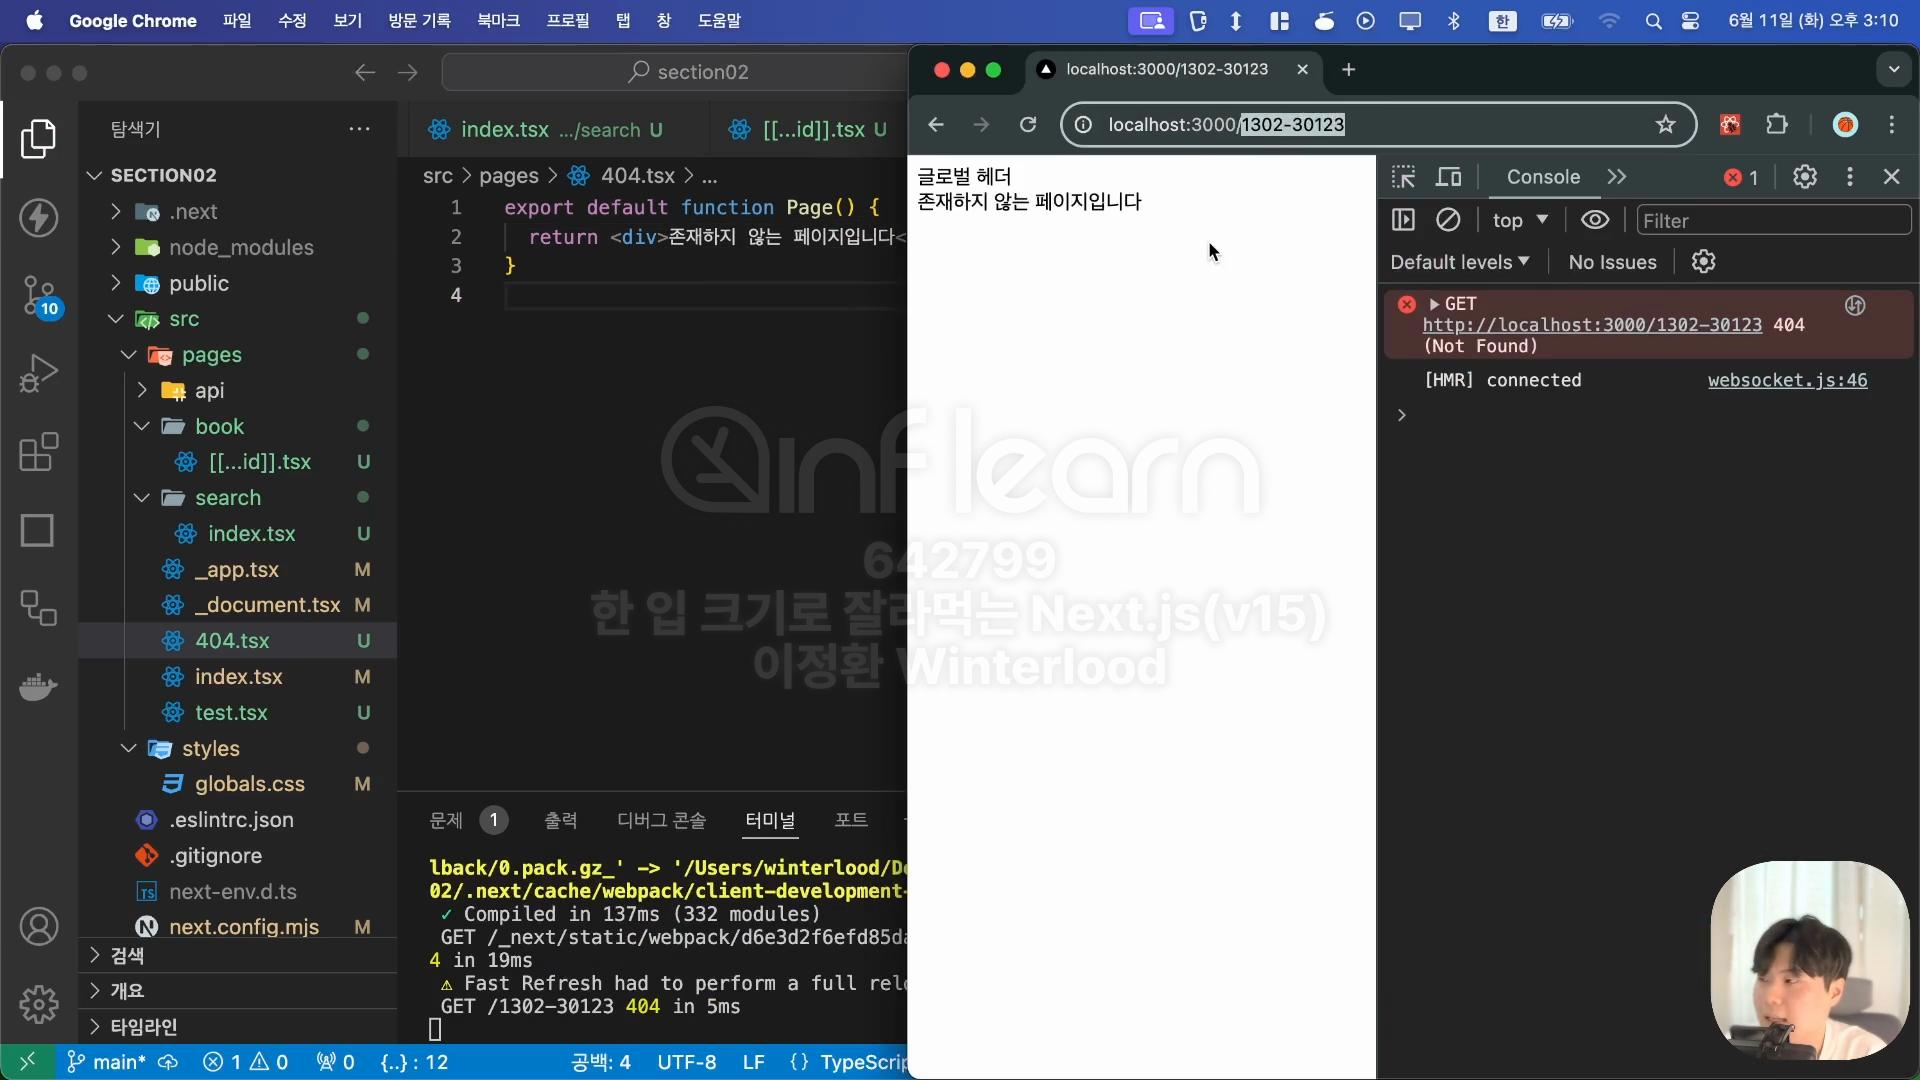 Google Chrome 파일 수정 보기 방문 기록 북마크 프로필 탭 창 도움말 한 6월 11일 (화) 오후 3:10
section02
localhost:3000/1302-30123
localhost:3000/1302-30123
탐색기
SECTION02
.next
node_modules
public
src
pages
api
book
[[...id]].tsx U
search
index.tsx U
_app.tsx M
_document.tsx M
404.tsx U
index.tsx M
test.tsx U
styles
globals.css M
.eslintrc.json
.gitignore
next-env.d.ts
next.config.mjs M
검색
개요
타임라인
10
index.tsx .../search U
[[...id]].tsx U
src > pages > 404.tsx > ...
1 export default function Page() {
2 return <div>존재하지 않는 페이지입니다<
3 }
4
문제 1 출력 디버그 콘솔 터미널 포트
lback/0.pack.gz_' -> '/Users/winterlood/De
02/.next/cache/webpack/client-development-
✓ Compiled in 137ms (332 modules)
GET /_next/static/webpack/d6e3d2f6efd85da
4 in 19ms
⚠ Fast Refresh had to perform a full relo
GET /1302-30123 404 in 5ms
main* 1 0 0 {..} : 12 공백: 4 UTF-8 LF {} TypeScrip
글로벌 헤더
존재하지 않는 페이지입니다
Console 1
top Filter
Default levels No Issues
GET
http://localhost:3000/1302-30123 404
(Not Found)
[HMR] connected websocket.js:46
inflearn
642799
한 입 크기로 잘라먹는 Next.js(v15)
이정환 Winterlood